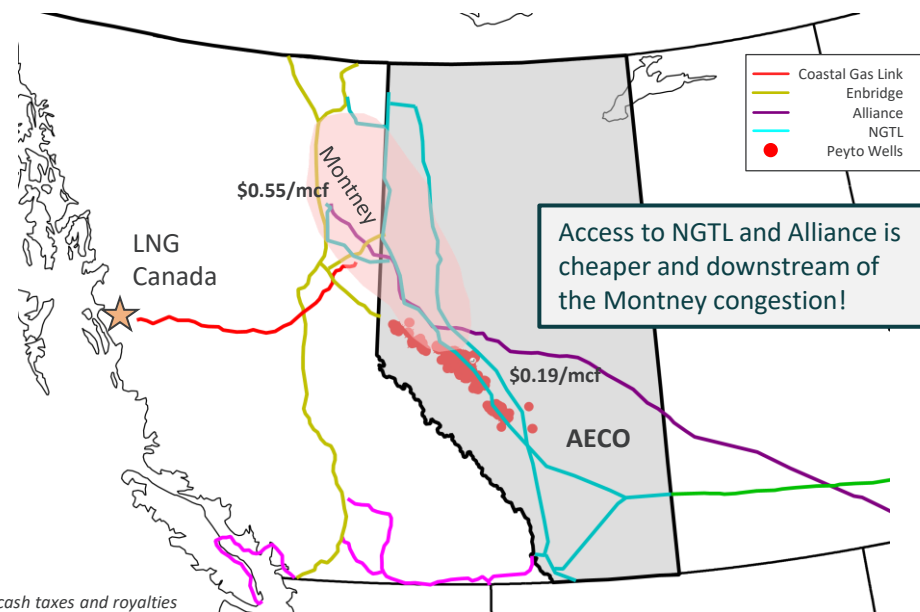 Coastal Gas Link
Enbridge
Alliance
NGTL
Peyto Wells
Montney
$0.55/mcf
LNG
Canada
Access to NGTL and Alliance is
cheaper and downstream of
the Montney congestion!
$0.19/mcf
AECO
cash taxes and royalties